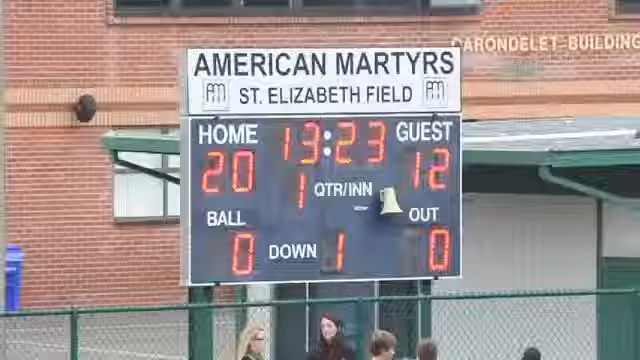 CARONDELET BUILDING
AMERICAN MARTYRS
AM ST. ELIZABETH FIELD AM
HOME 13:23 GUEST
20 1 QTR/INN 12
BALL OUT
0 DOWN 1 0